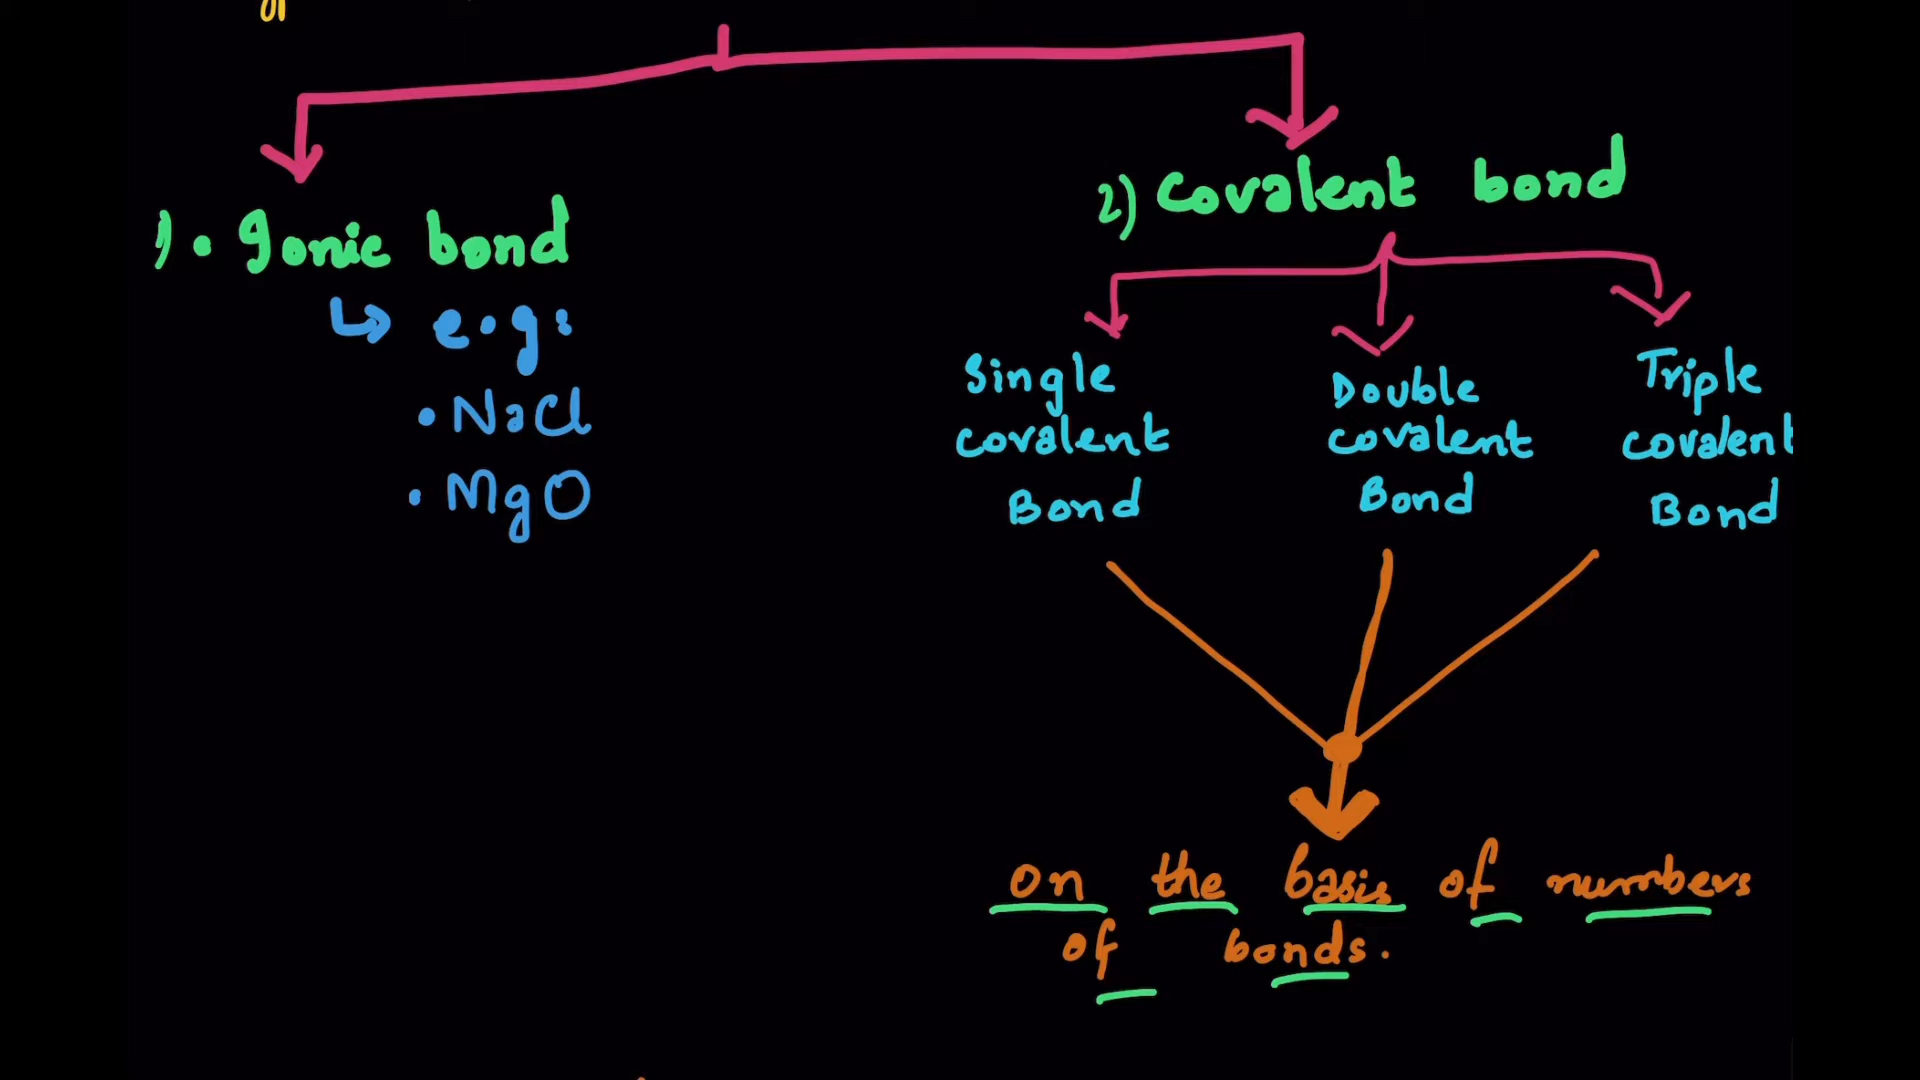 1). Ionic bond
↳ e.g:
• NaCl
• MgO
2) Covalent bond
Single
covalent
Bond
Double
covalent
Bond
Triple
covalent
Bond
on the basis of numbers
of bonds.